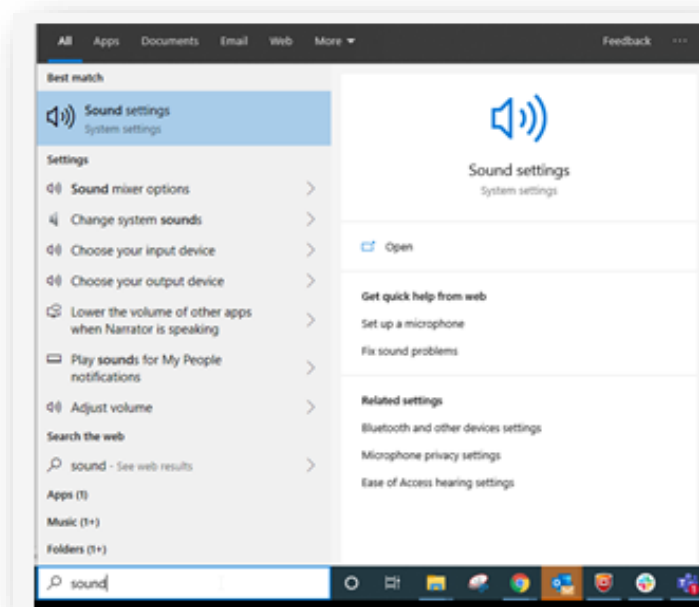 All Apps Documents Email Web More Feedback ...
Best match
Sound settings
System settings
Settings
Sound mixer options
Change system sounds
Choose your input device
Choose your output device
Lower the volume of other apps
when Narrator is speaking
Play sounds for My People
notifications
Adjust volume
Search the web
sound - See web results
Apps (1)
Music (1+)
Folders (1+)
sound
Sound settings
System settings
Open
Get quick help from web
Set up a microphone
Fix sound problems
Related settings
Bluetooth and other devices settings
Microphone privacy settings
Ease of Access hearing settings